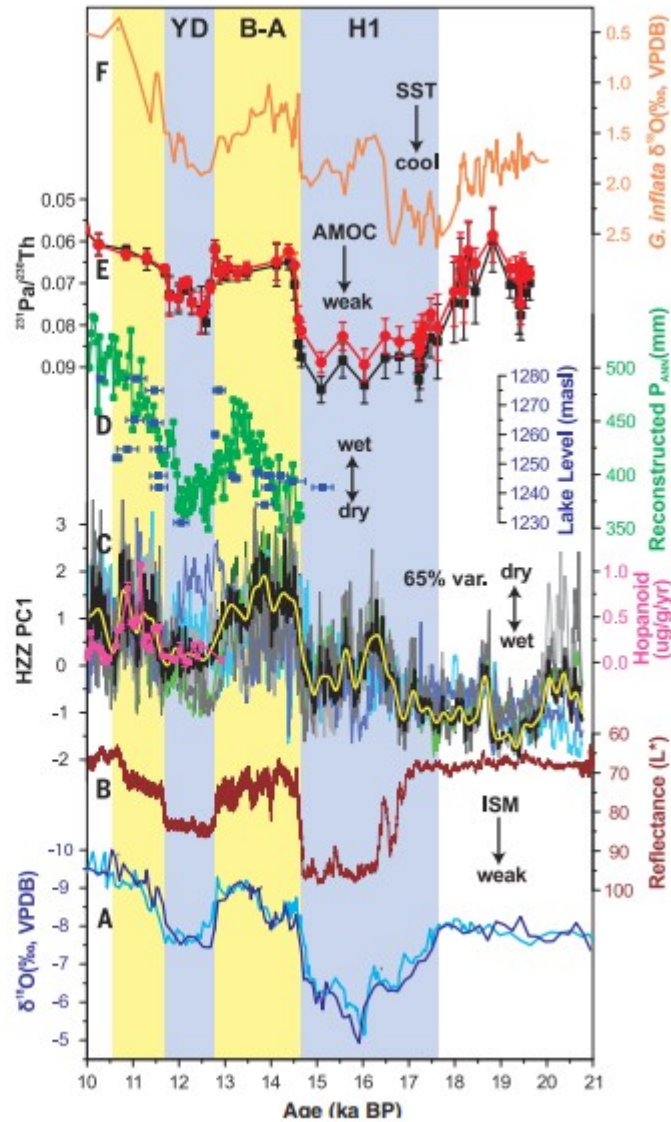 YD B-A H1
F
SST
cool
0.5
1.0
1.5
2.0
2.5
G. inflata δ¹⁸O(‰, VPDB)
0.05
0.06
0.07
0.08
0.09
²³¹Pa/²³⁰Th
E
AMOC
weak
D
wet
dry
1280
1270
1260
1250
1240
1230
Lake Level (masl)
500
450
400
350
Reconstructed P_ANN (mm)
3
2
1
0
-1
-2
HZZ PC1
C
65% var.
dry
wet
1.0
0.5
0.0
Hopanoid
(ug/g/yr)
B
60
70
80
90
100
Reflectance (L*)
ISM
weak
-10
-9
-8
-7
-6
-5
δ¹⁸O(‰, VPDB)
A
10 11 12 13 14 15 16 17 18 19 20 21
Age (ka BP)